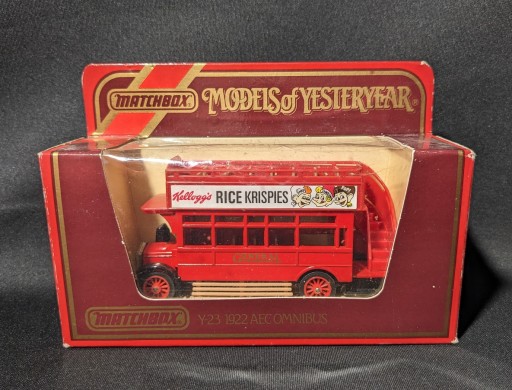 MATCHBOX
MODELS of YESTERYEAR®
Kellogg's RICE KRISPIES
MATCHBOX
Y-23 1922 AEC OMNIBUS